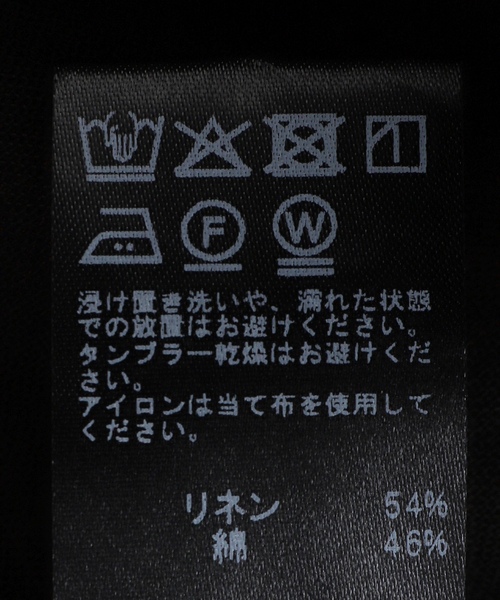 F W
浸け置き洗いや、濡れた状態
での放置はお避けください。
タンブラー乾燥はお避けくだ
さい。
アイロンは当て布を使用して
ください。
リネン 54%
綿 46%